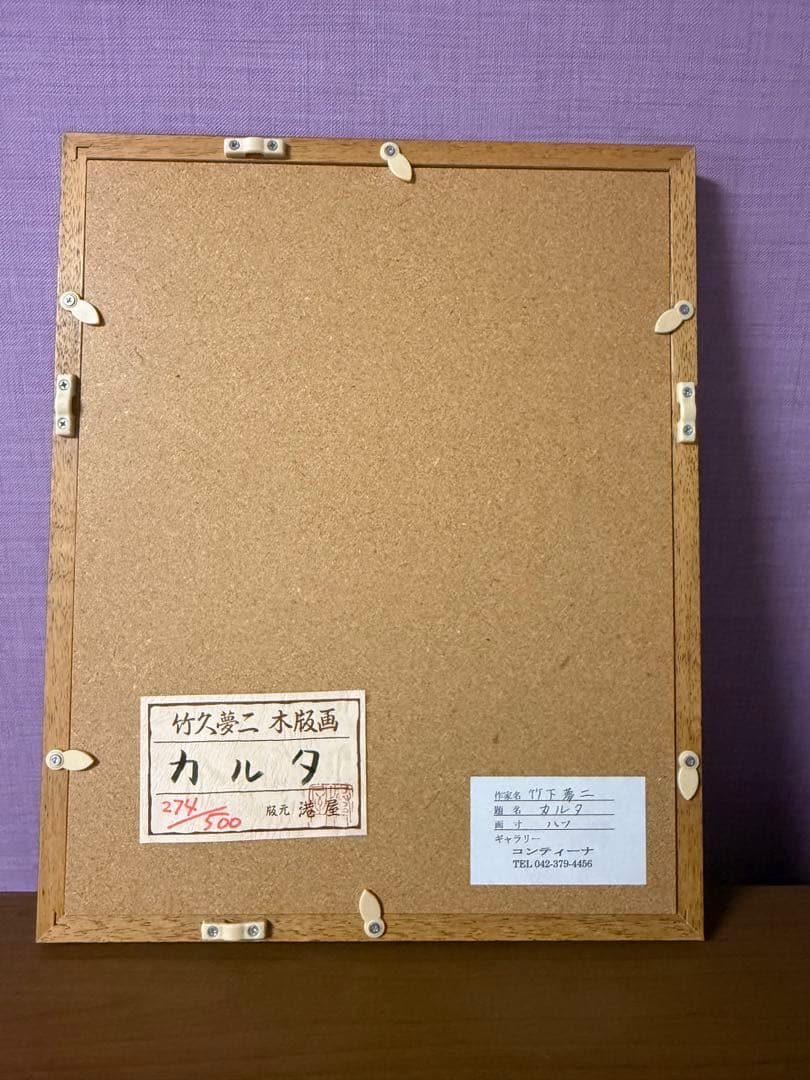 竹久夢二 木版画
カルタ
274/500
版元 港屋
作家名 竹下夢二
題名 カルタ
画寸 ハツ
ギャラリー
コンティーナ
TEL 042-379-4456